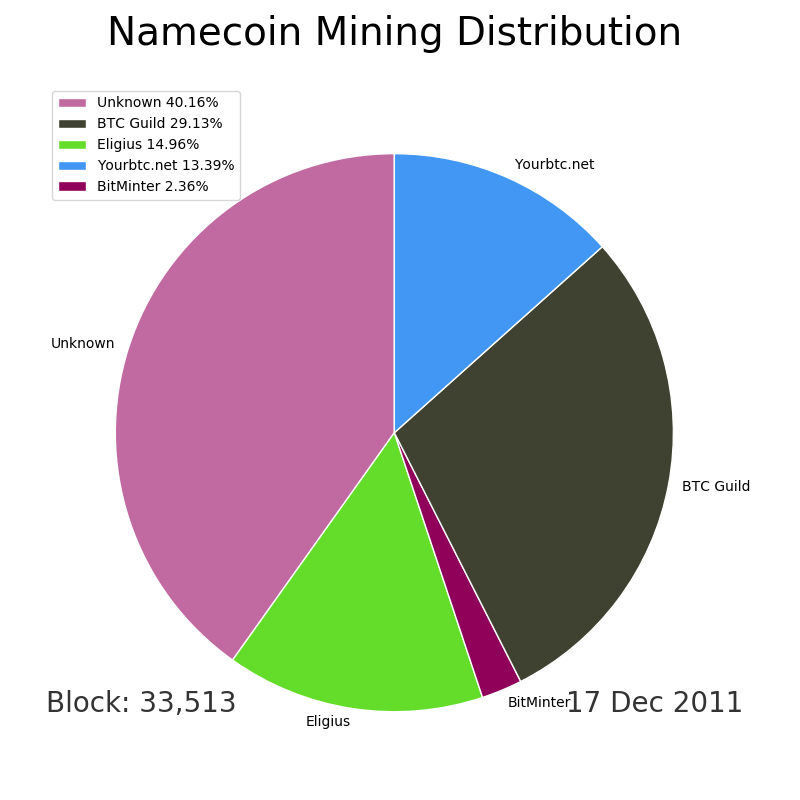 Namecoin Mining Distribution
Unknown 40.16%
BTC Guild 29.13%
Eligius 14.96%
Yourbtc.net 13.39%
BitMinter 2.36%
Yourbtc.net
Unknown
BTC Guild
BitMinter
Eligius
Block: 33,513
17 Dec 2011